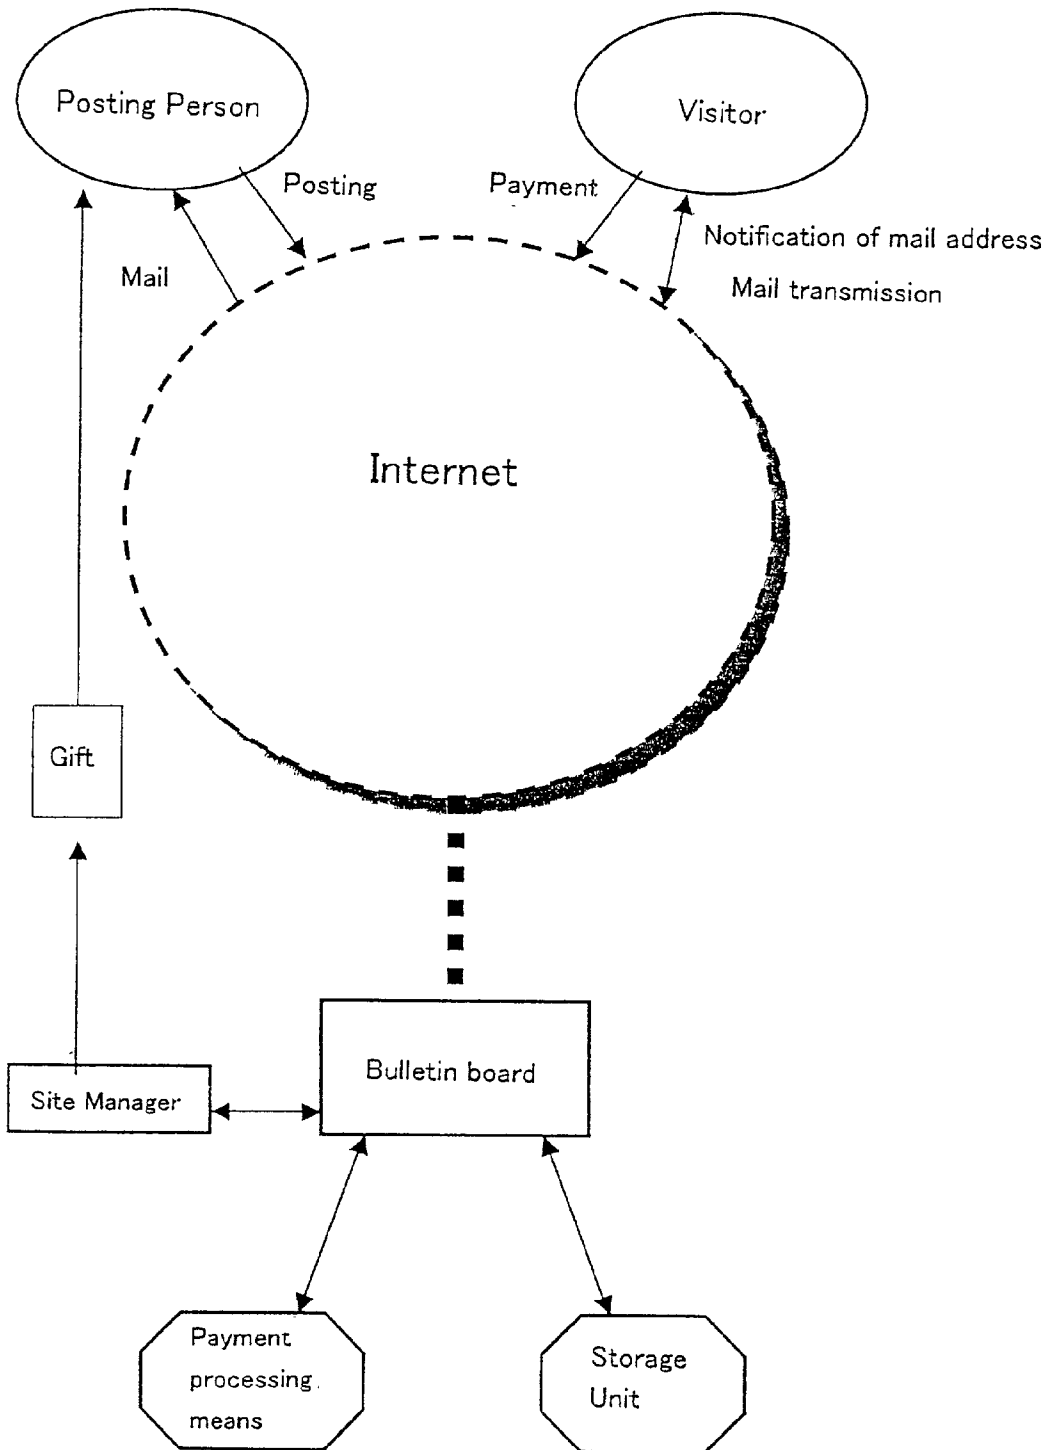 Posting Person
Visitor
Posting
Payment
Notification of mail address
Mail
Mail transmission
Internet
Gift
Bulletin board
Site Manager
Payment
processing
means
Storage
Unit